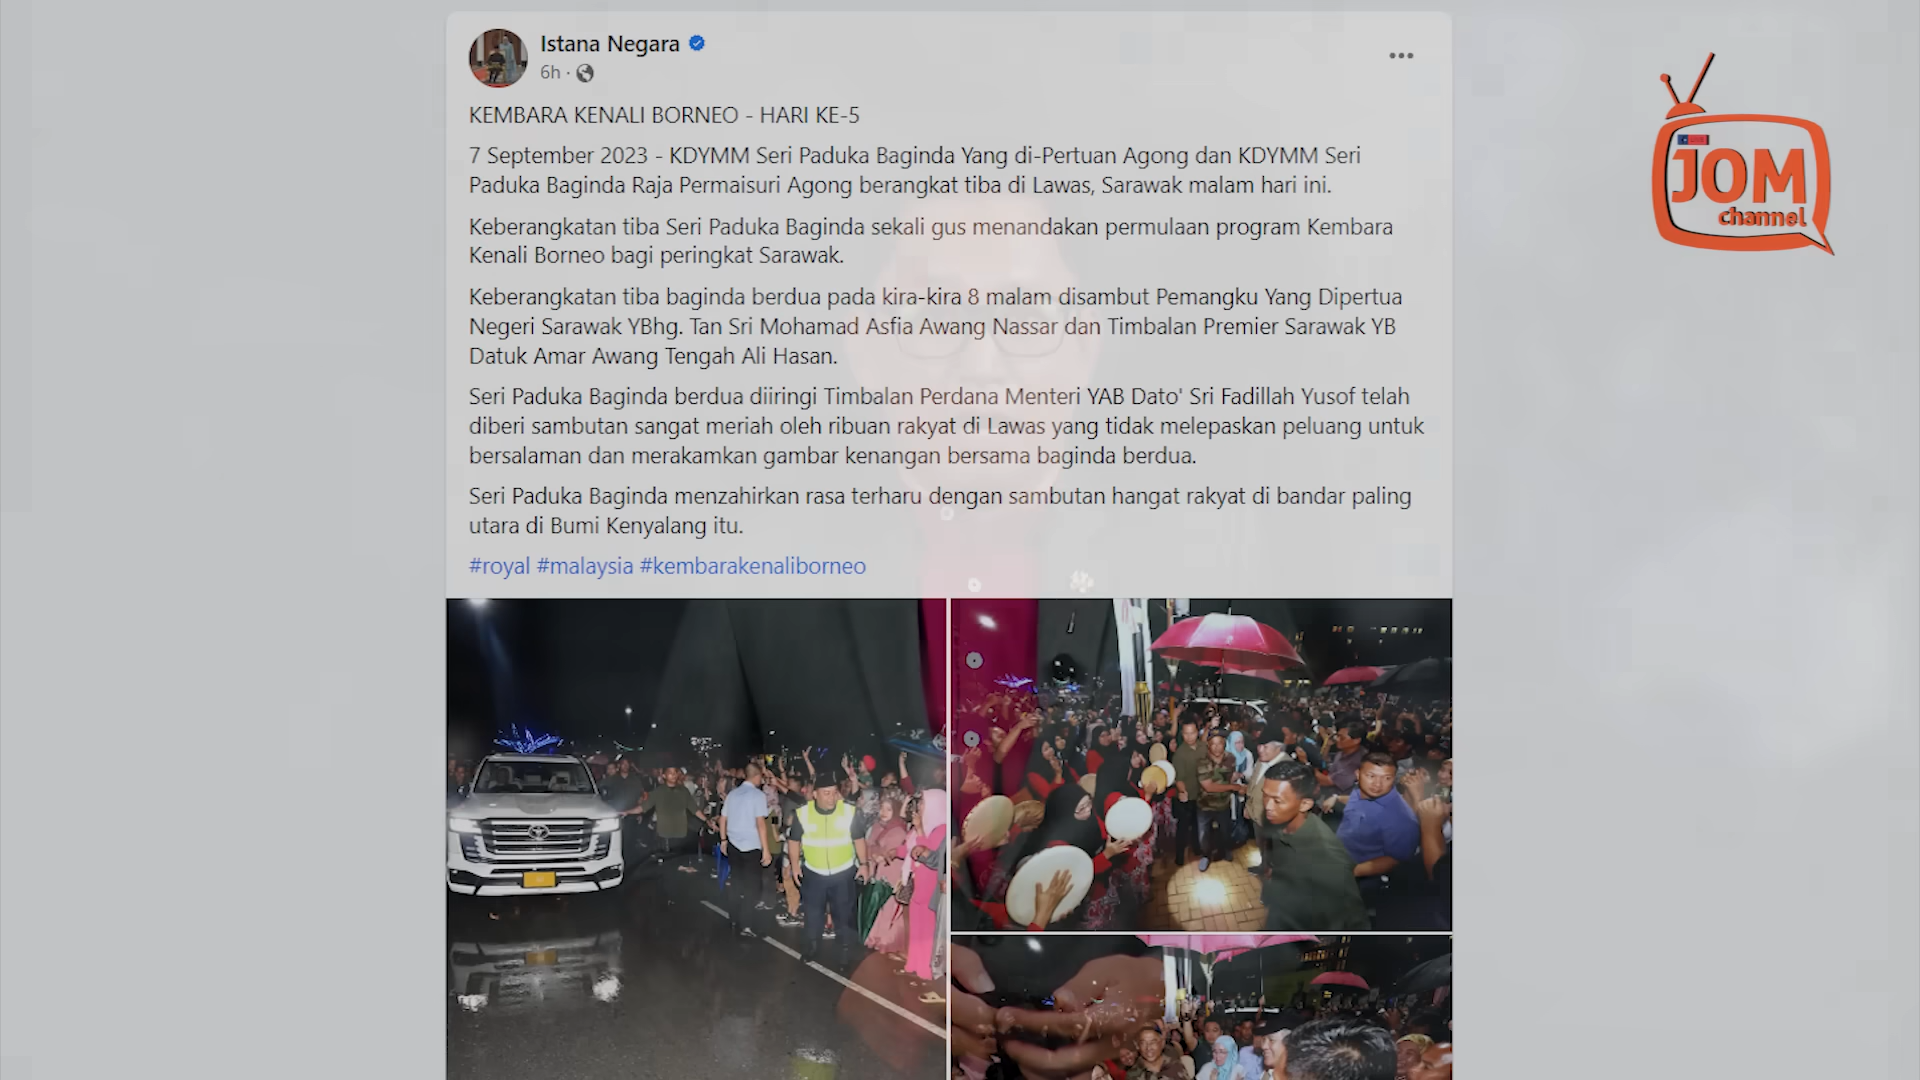 Istana Negara
6h ·
KEMBARA KENALI BORNEO - HARI KE-5
7 September 2023 - KDYMM Seri Paduka Baginda Yang di-Pertuan Agong dan KDYMM Seri
Paduka Baginda Raja Permaisuri Agong berangkat tiba di Lawas, Sarawak malam hari ini.
Keberangkatan tiba Seri Paduka Baginda sekali gus menandakan permulaan program Kembara
Kenali Borneo bagi peringkat Sarawak.
Keberangkatan tiba baginda berdua pada kira-kira 8 malam disambut Pemangku Yang Dipertua
Negeri Sarawak YBhg. Tan Sri Mohamad Asfia Awang Nassar dan Timbalan Premier Sarawak YB
Datuk Amar Awang Tengah Ali Hasan.
Seri Paduka Baginda berdua diiringi Timbalan Perdana Menteri YAB Dato' Sri Fadillah Yusof telah
diberi sambutan sangat meriah oleh ribuan rakyat di Lawas yang tidak melepaskan peluang untuk
bersalaman dan merakamkan gambar kenangan bersama baginda berdua.
Seri Paduka Baginda menzahirkan rasa terharu dengan sambutan hangat rakyat di bandar paling
utara di Bumi Kenyalang itu.
#royal #malaysia #kembarakenaliborneo
JOM
channel